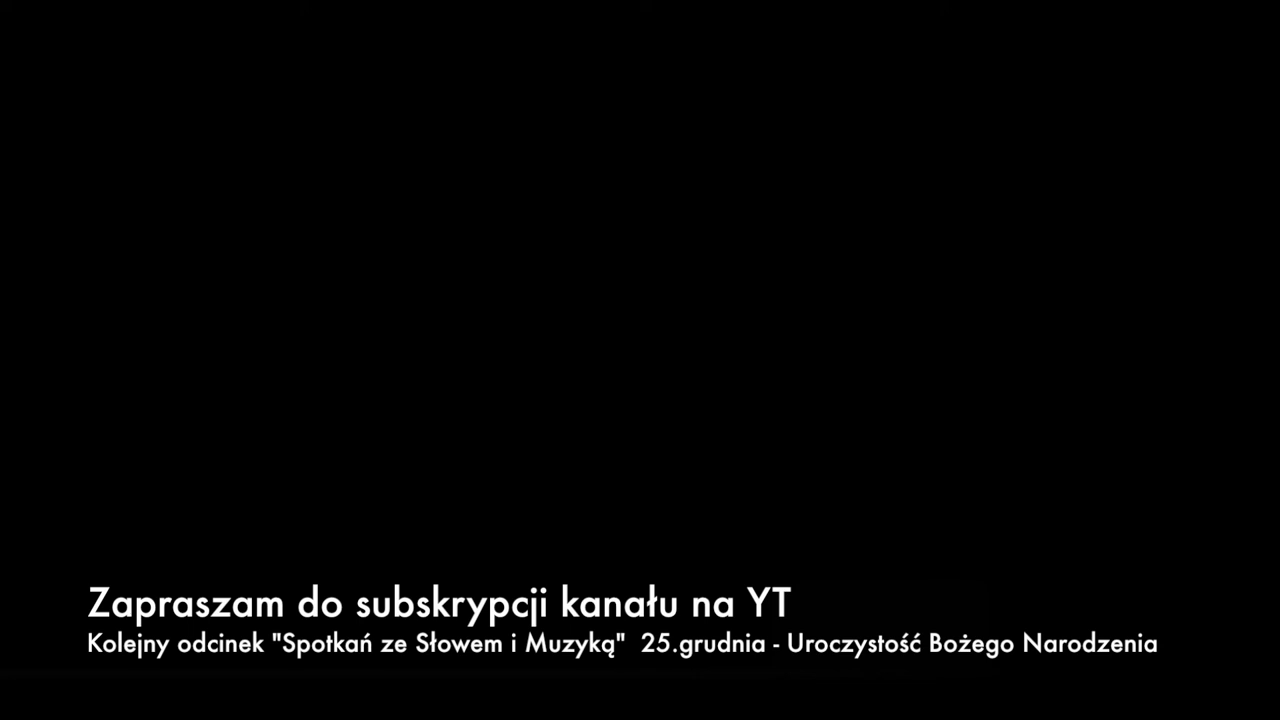 Zapraszam do subskrypcji kanału na YT
Kolejny odcinek "Spotkań ze Słowem i Muzyką"  25.grudnia - Uroczystość Bożego Narodzenia